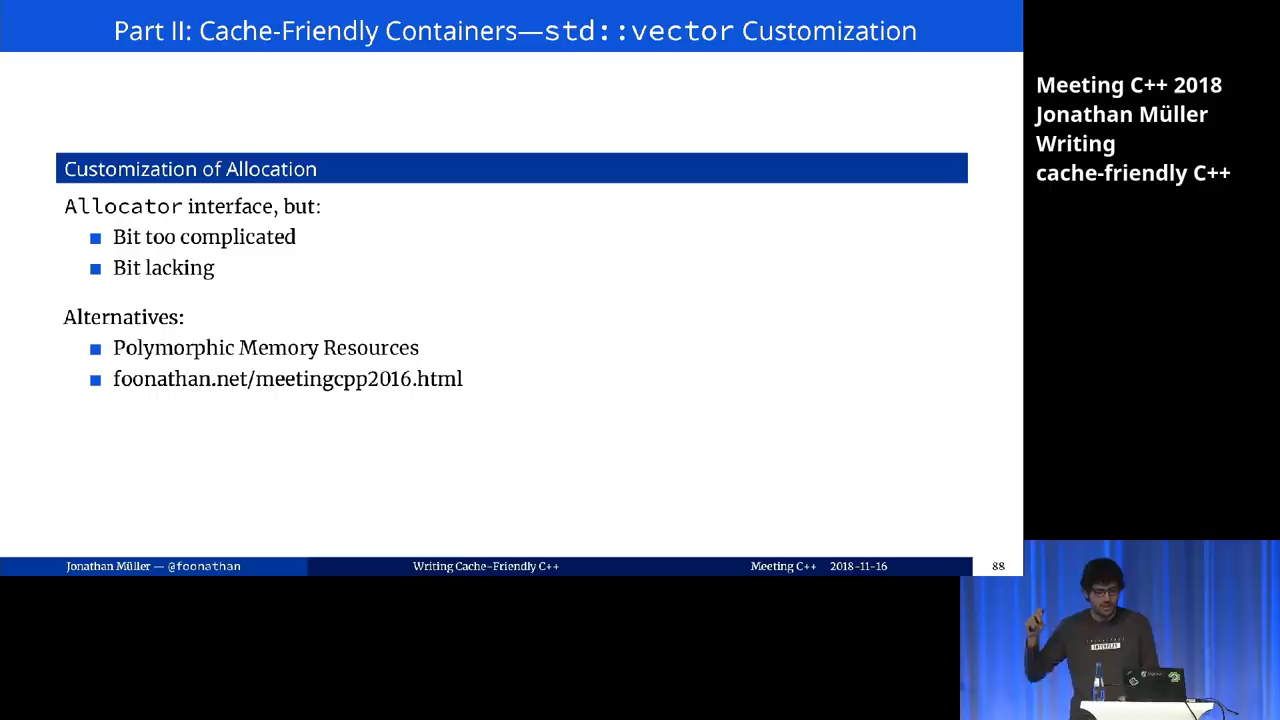 Part II: Cache-Friendly Containers—std::vector Customization
Customization of Allocation
Allocator interface, but:
Bit too complicated
Bit lacking
Alternatives:
Polymorphic Memory Resources
foonathan.net/meetingcpp2016.html
Jonathan Müller — @foonathan
Writing Cache-Friendly C++
Meeting C++ 2018-11-16
88
Meeting C++ 2018
Jonathan Müller
Writing
cache-friendly C++